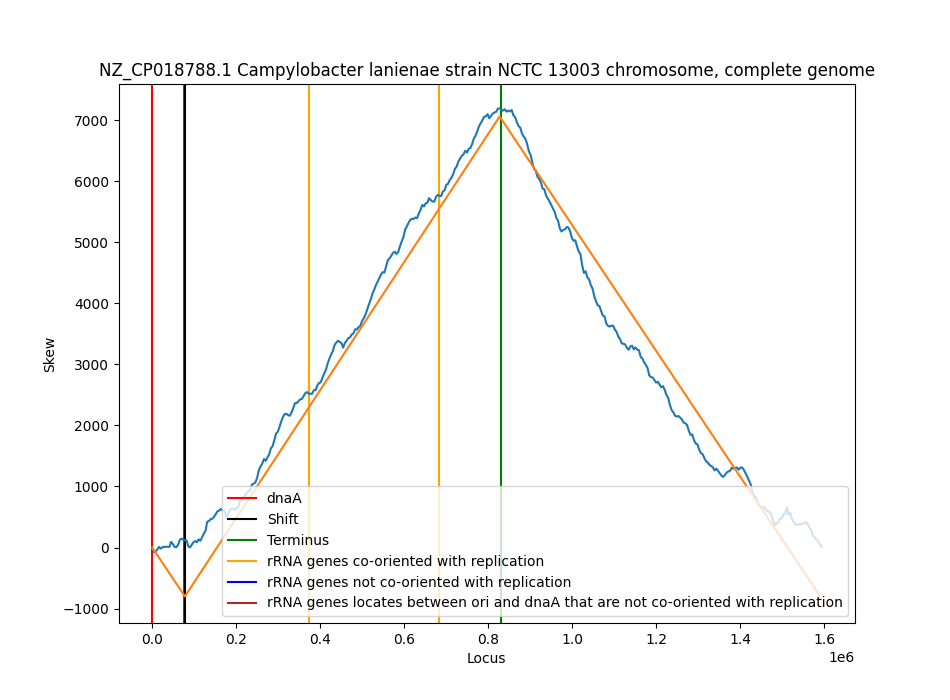 NZ_CP018788.1 Campylobacter lanienae strain NCTC 13003 chromosome, complete genome
7000
6000
5000
4000
3000
2000
1000
0
−1000
Skew
dnaA
Shift
Terminus
rRNA genes co-oriented with replication
rRNA genes not co-oriented with replication
rRNA genes locates between ori and dnaA that are not co-oriented with replication
0.0 0.2 0.4 0.6 0.8 1.0 1.2 1.4 1.6
Locus
1e6